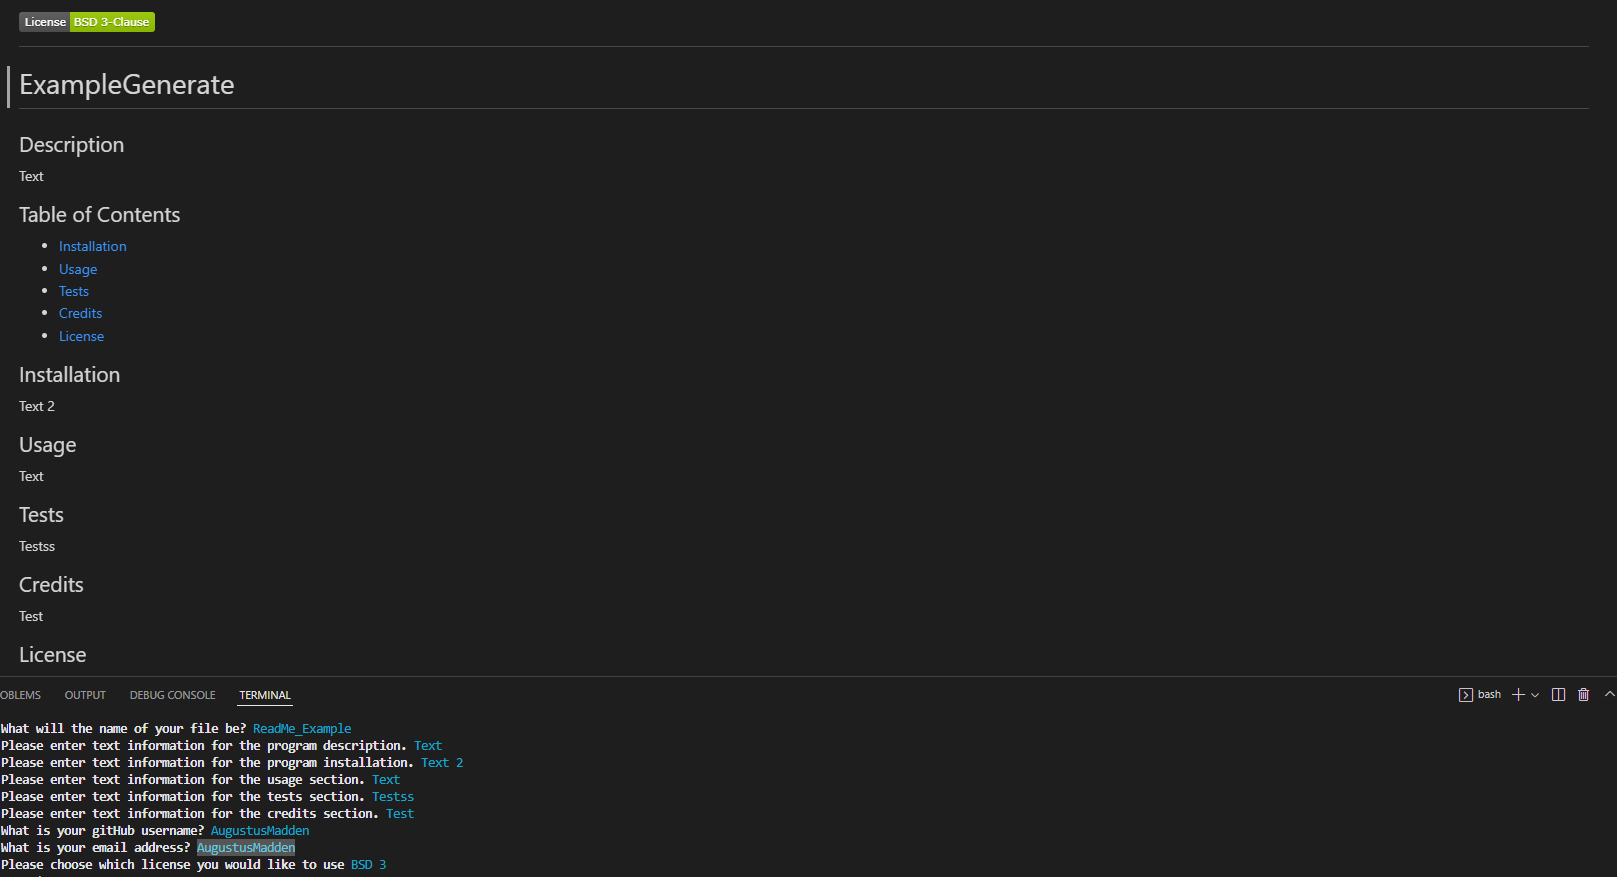 License BSD 3-Clause
ExampleGenerate
Description
Text
Table of Contents
Installation
Usage
Tests
Credits
License
Installation
Text 2
Usage
Text
Tests
Testss
Credits
Test
License
OBLEMS OUTPUT DEBUG CONSOLE TERMINAL bash
What will the name of your file be? ReadMe_Example
Please enter text information for the program description. Text
Please enter text information for the program installation. Text 2
Please enter text information for the usage section. Text
Please enter text information for the tests section. Testss
Please enter text information for the credits section. Test
What is your gitHub username? AugustusMadden
What is your email address? AugustusMadden
Please choose which license you would like to use BSD 3